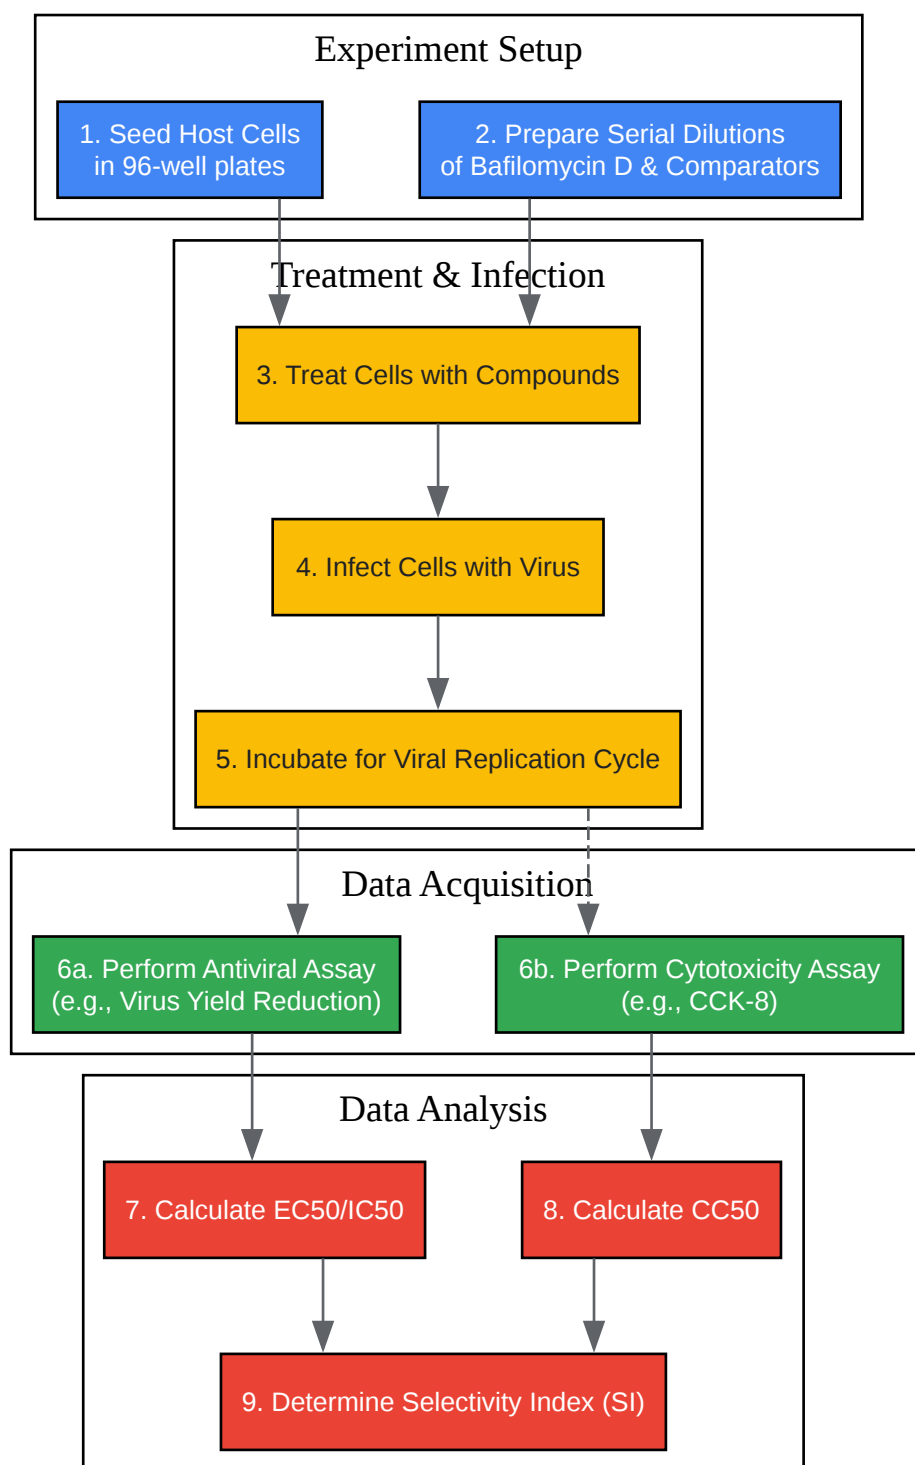 Experiment Setup
1. Seed Host Cells
in 96-well plates
2. Prepare Serial Dilutions
of Bafilomycin D & Comparators
Treatment & Infection
3. Treat Cells with Compounds
4. Infect Cells with Virus
5. Incubate for Viral Replication Cycle
Data Acquisition
6a. Perform Antiviral Assay
(e.g., Virus Yield Reduction)
6b. Perform Cytotoxicity Assay
(e.g., CCK-8)
Data Analysis
7. Calculate EC50/IC50
8. Calculate CC50
9. Determine Selectivity Index (SI)